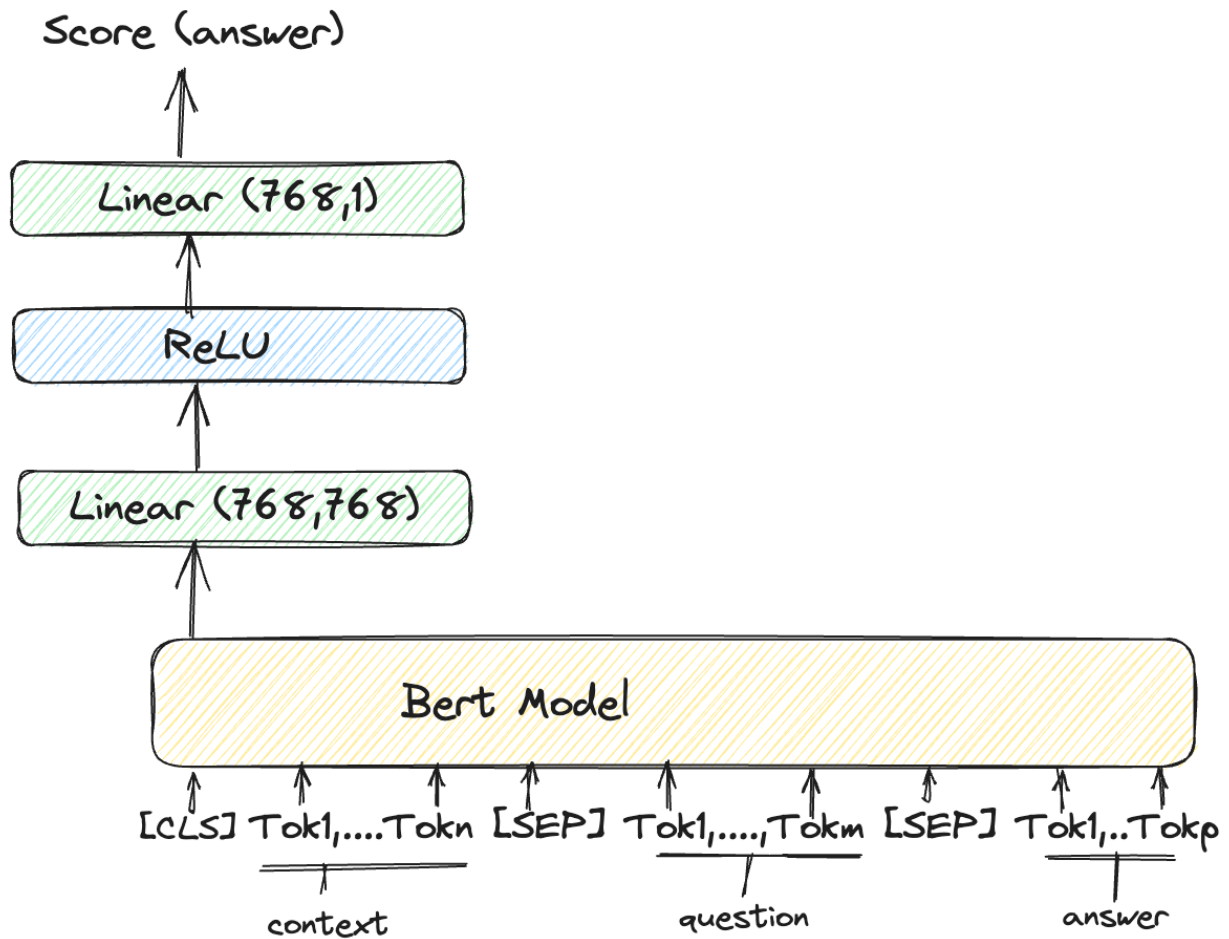 Score (answer)
Linear (768,1)
ReLU
Linear (768,768)
Bert Model
[CLS] Tok1,....Tokn [SEP] Tok1,....,Tokm [SEP] Tok1,..Tokp
context question answer